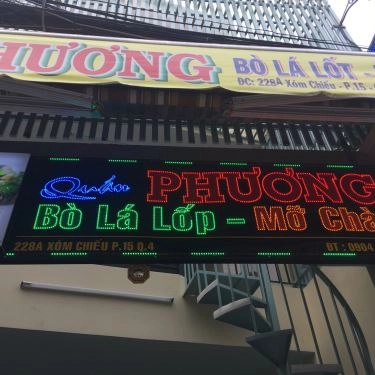 HƯƠNG
BÒ LÁ LỐT -
ĐC: 228A Xóm Chiếu - P.15 -
Quán PHƯƠNG
Bò Lá Lốp - Mỡ Chà
228A XÓM CHIẾU P.15 Q.4
ĐT : 0904